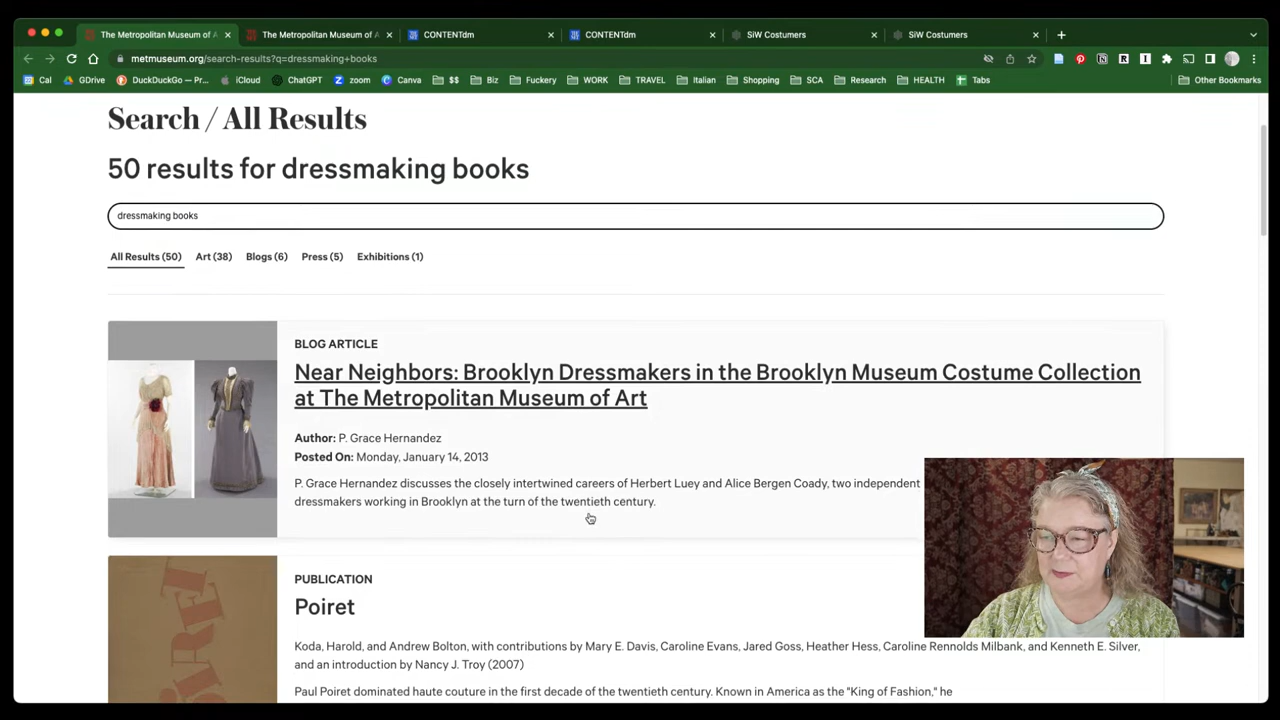 The Metropolitan Museum of A
The Metropolitan Museum of A
CONTENTdm
CONTENTdm
SiW Costumers
SiW Costumers
metmuseum.org/search-results?q=dressmaking+books
Cal
GDrive
DuckDuckGo — Pr...
iCloud
ChatGPT
zoom
Canva
$$
Biz
Fuckery
WORK
TRAVEL
Italian
Shopping
SCA
Research
HEALTH
Tabs
Other Bookmarks
Search / All Results
50 results for dressmaking books
dressmaking books
All Results (50)
Art (38)
Blogs (6)
Press (5)
Exhibitions (1)
BLOG ARTICLE
Near Neighbors: Brooklyn Dressmakers in the Brooklyn Museum Costume Collection
at The Metropolitan Museum of Art
Author: P. Grace Hernandez
Posted On: Monday, January 14, 2013
P. Grace Hernandez discusses the closely intertwined careers of Herbert Luey and Alice Bergen Coady, two independent
dressmakers working in Brooklyn at the turn of the twentieth century.
PUBLICATION
Poiret
Koda, Harold, and Andrew Bolton, with contributions by Mary E. Davis, Caroline Evans, Jared Goss, Heather Hess, Caroline Rennolds Milbank, and Kenneth E. Silver,
and an introduction by Nancy J. Troy (2007)
Paul Poiret dominated haute couture in the first decade of the twentieth century. Known in America as the "King of Fashion," he